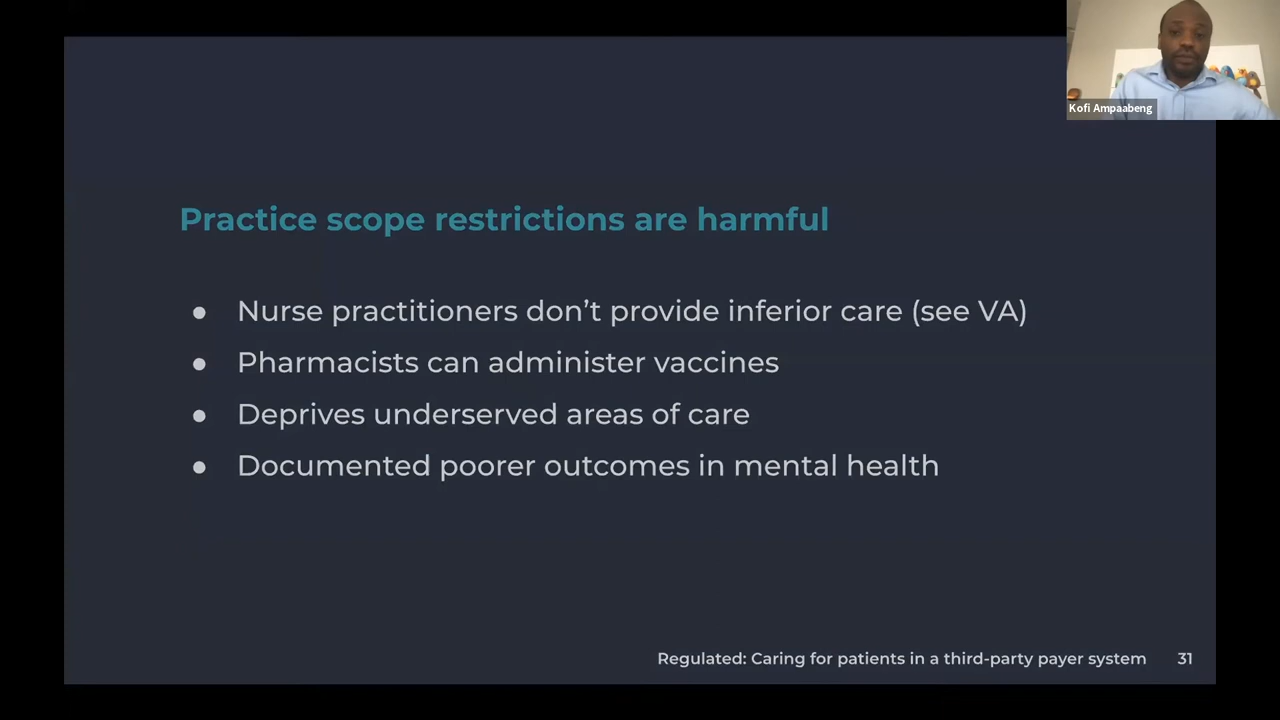 Kofi Ampaabeng
Practice scope restrictions are harmful
● Nurse practitioners don’t provide inferior care (see VA)
● Pharmacists can administer vaccines
● Deprives underserved areas of care
● Documented poorer outcomes in mental health
Regulated: Caring for patients in a third-party payer system 31